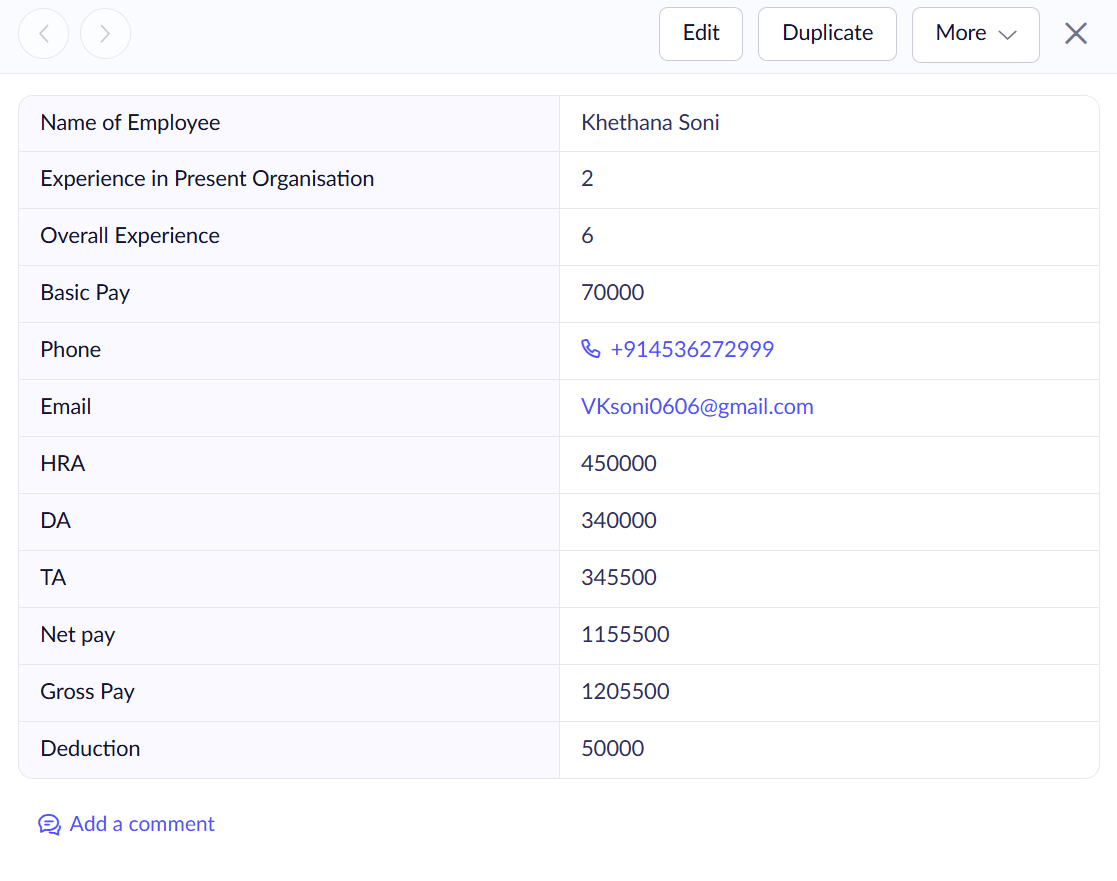 Edit Duplicate More
Name of Employee Khethana Soni
Experience in Present Organisation 2
Overall Experience 6
Basic Pay 70000
Phone +914536272999
Email VKsoni0606@gmail.com
HRA 450000
DA 340000
TA 345500
Net pay 1155500
Gross Pay 1205500
Deduction 50000
Add a comment